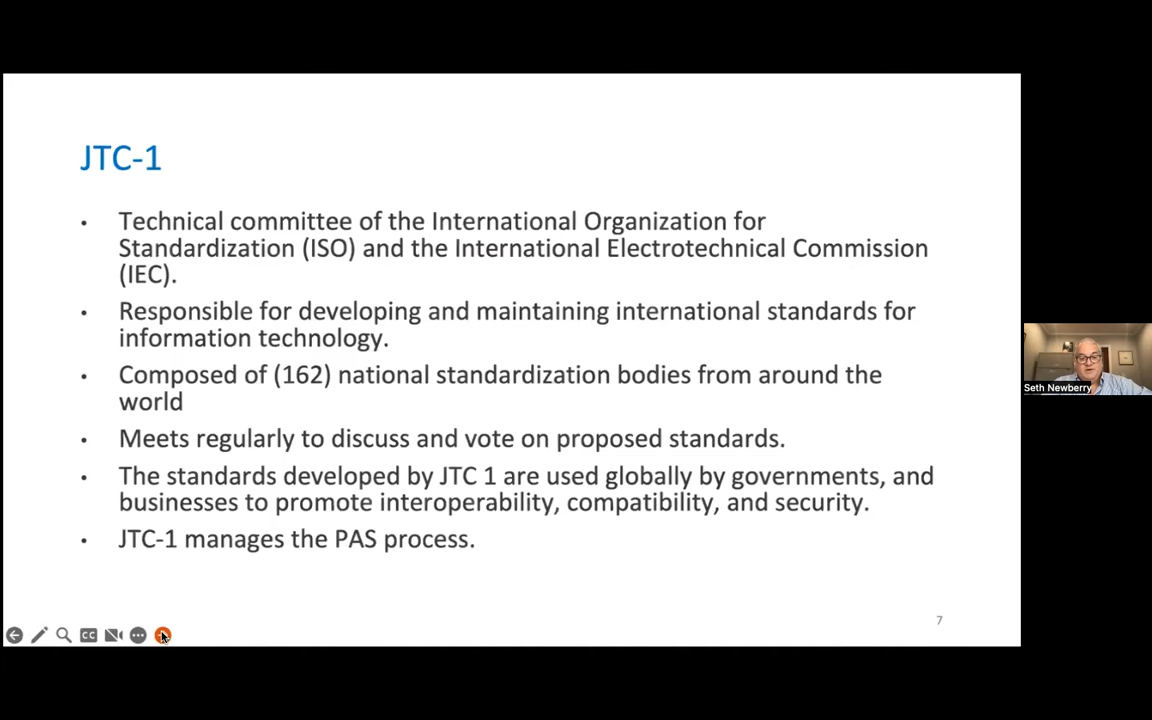 JTC-1
• Technical committee of the International Organization for
Standardization (ISO) and the International Electrotechnical Commission
(IEC).
• Responsible for developing and maintaining international standards for
information technology.
• Composed of (162) national standardization bodies from around the
world
• Meets regularly to discuss and vote on proposed standards.
• The standards developed by JTC 1 are used globally by governments, and
businesses to promote interoperability, compatibility, and security.
• JTC-1 manages the PAS process.
7
CC
Seth Newberry